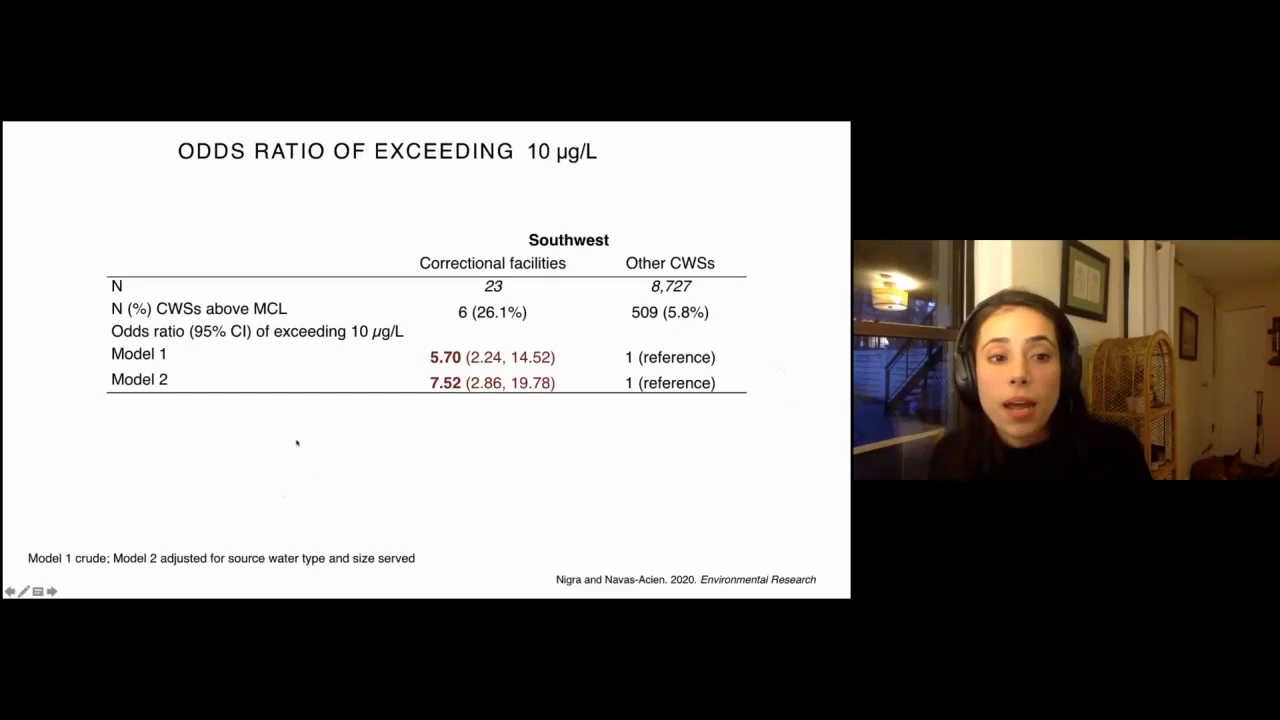 ODDS RATIO OF EXCEEDING 10 µg/L
Southwest
Correctional facilities Other CWSs
N 23 8,727
N (%) CWSs above MCL 6 (26.1%) 509 (5.8%)
Odds ratio (95% CI) of exceeding 10 µg/L
Model 1 5.70 (2.24, 14.52) 1 (reference)
Model 2 7.52 (2.86, 19.78) 1 (reference)
Model 1 crude; Model 2 adjusted for source water type and size served
Nigra and Navas-Acien. 2020. Environmental Research